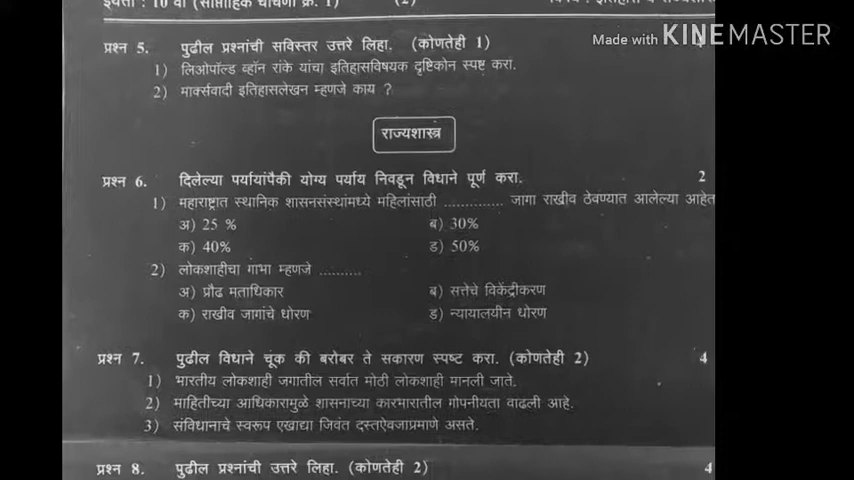 इयत्ता : 10 वी (साप्ताहिक चाचणी क्र. 1) (2)
Made with KINEMASTER
प्रश्न 5. पुढील प्रश्नांची सविस्तर उत्तरे लिहा. (कोणतेही 1)
1) लिओपॉल्ड व्हॉन रांके यांचा इतिहासविषयक दृष्टिकोन स्पष्ट करा.
2) मार्क्सवादी इतिहासलेखन म्हणजे काय ?
राज्यशास्त्र
प्रश्न 6. दिलेल्या पर्यायांपैकी योग्य पर्याय निवडून विधाने पूर्ण करा. 2
1) महाराष्ट्रात स्थानिक शासनसंस्थांमध्ये महिलांसाठी .............. जागा राखीव ठेवण्यात आलेल्या आहेत
अ) 25 % ब) 30%
क) 40% ड) 50%
2) लोकशाहीचा गाभा म्हणजे ..........
अ) प्रौढ मताधिकार ब) सत्तेचे विकेंद्रीकरण
क) राखीव जागांचे धोरण ड) न्यायालयीन धोरण
प्रश्न 7. पुढील विधाने चूक की बरोबर ते सकारण स्पष्ट करा. (कोणतेही 2) 4
1) भारतीय लोकशाही जगातील सर्वात मोठी लोकशाही मानली जाते.
2) माहितीच्या आधिकारामुळे शासनाच्या कारभारातील गोपनीयता वाढली आहे.
3) संविधानाचे स्वरूप एखाद्या जिवंत दस्तऐवजाप्रमाणे असते.
प्रश्न 8. पुढील प्रश्नांची उत्तरे लिहा. (कोणतेही 2) 4